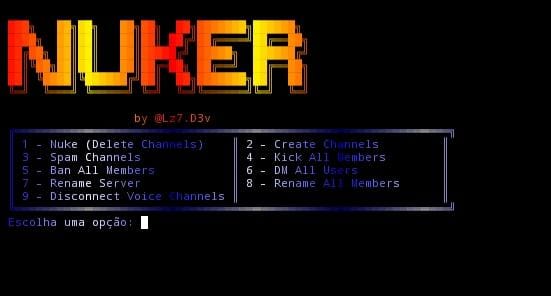 NUKER
by @Lz7.D3v
1 - Nuke (Delete Channels) 2 - Create Channels
3 - Spam Channels 4 - Kick All Members
5 - Ban All Members 6 - DM All Users
7 - Rename Server 8 - Rename All Members
9 - Disconnect Voice Channels
Escolha uma opção: